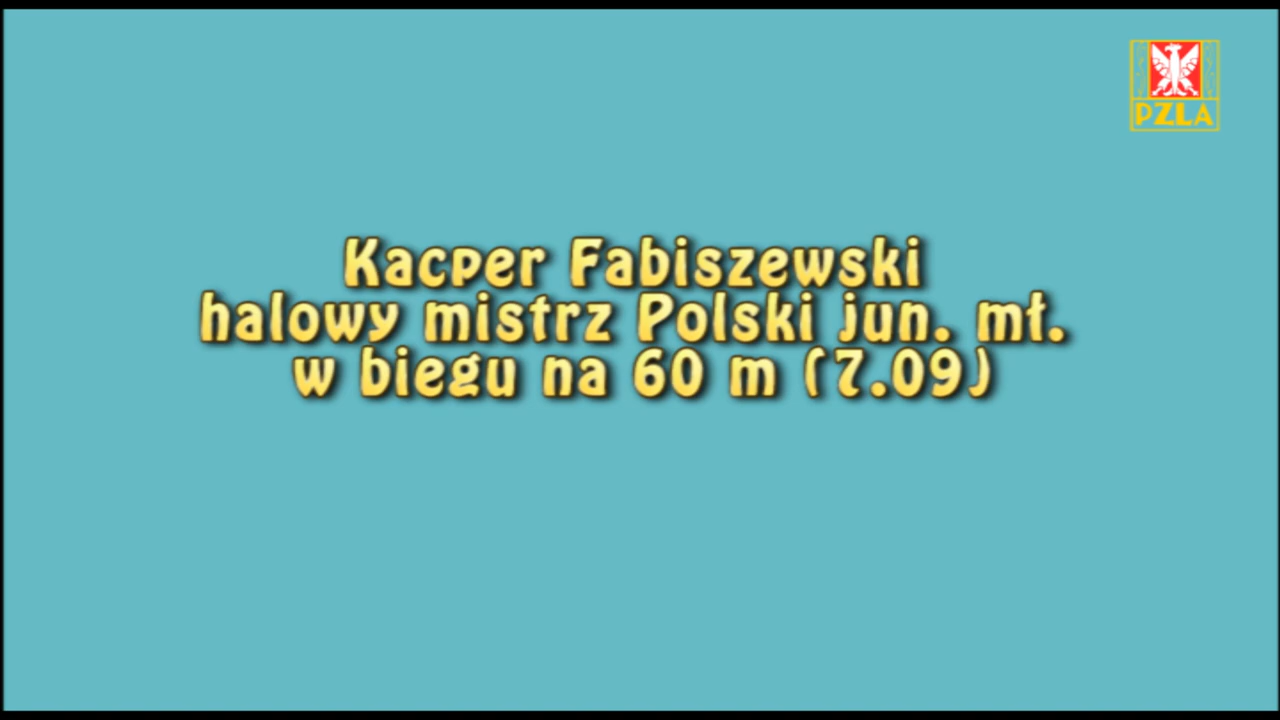 PZLA
Kacper Fabiszewski
halowy mistrz Polski jun. mł.
w biegu na 60 m (7.09)